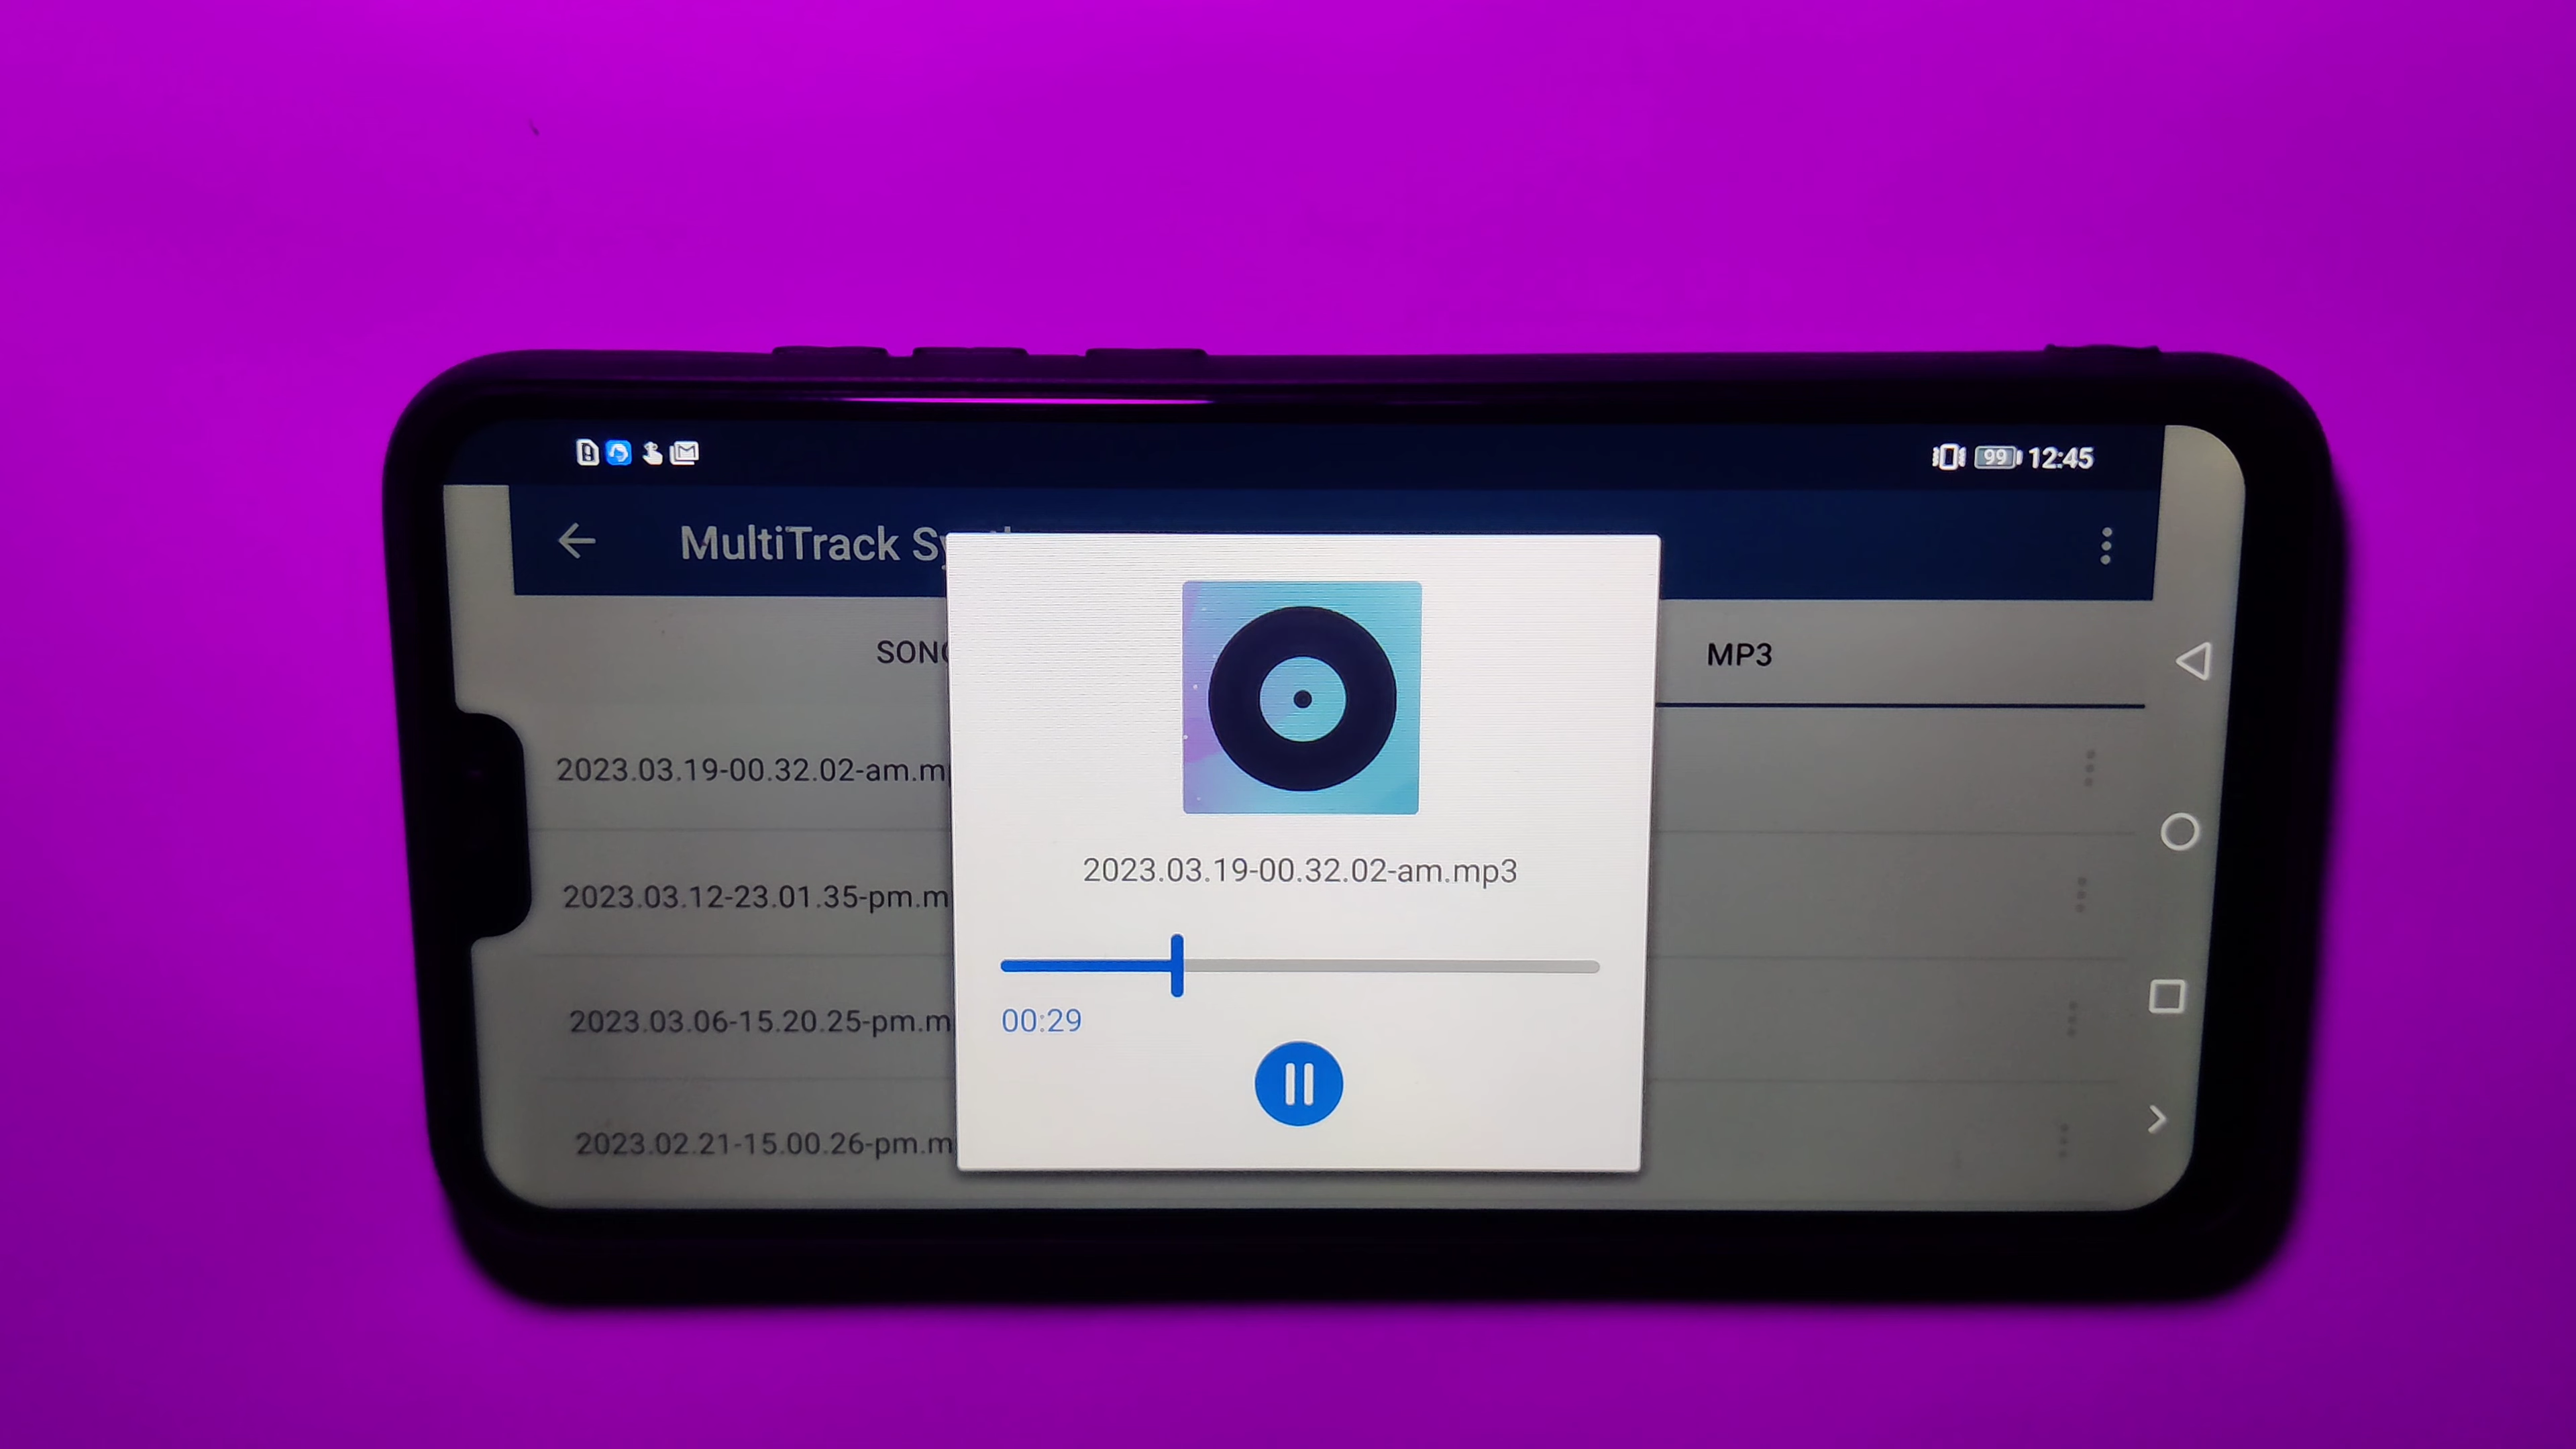 99 12:45
MultiTrack
SONG MP3
2023.03.19-00.32.02-am.m
2023.03.12-23.01.35-pm.m
2023.03.06-15.20.25-pm.m
2023.02.21-15.00.26-pm.m
2023.03.19-00.32.02-am.mp3
00:29